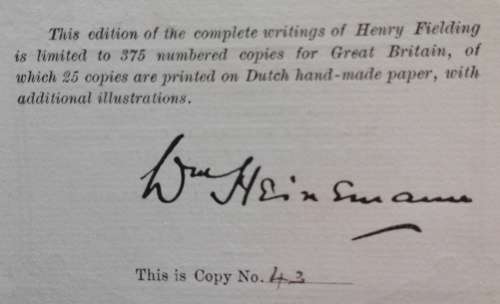 This edition of the complete writings of Henry Fielding
is limited to 375 numbered copies for Great Britain, of
which 25 copies are printed on Dutch hand-made paper, with
additional illustrations.
Wm Heinemann
This is Copy No. 43